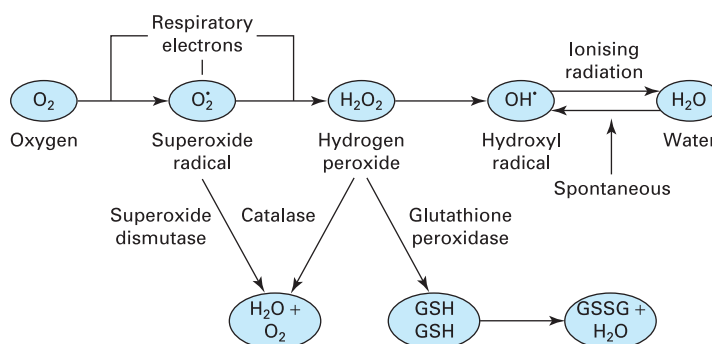 Respiratory
electrons
Ionising
radiation
O₂
O₂•
H₂O₂
OH•
H₂O
Oxygen
Superoxide
radical
Hydrogen
peroxide
Hydroxyl
radical
Water
Spontaneous
Superoxide
dismutase
Catalase
Glutathione
peroxidase
H₂O +
O₂
GSH
GSH
GSSG +
H₂O